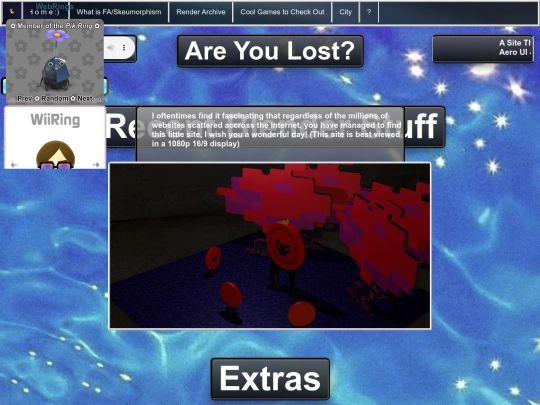 WebRings
Home:)
What is FA/Skeumorphism
Render Archive
Cool Games to Check Out
City
?
✿ Member of the Pik Ring ✿
Prev ✿ Random ✿ Next
WiiRing
Are You Lost?
A Site Th
Aero UI
Re
uff
I oftentimes find it fascinating that regardless of the millions of
websites scattered accross the internet, you have managed to find
this little site, I wish you a wonderful day! (This site is best viewed
in a 1080p 16/9 display)
Extras